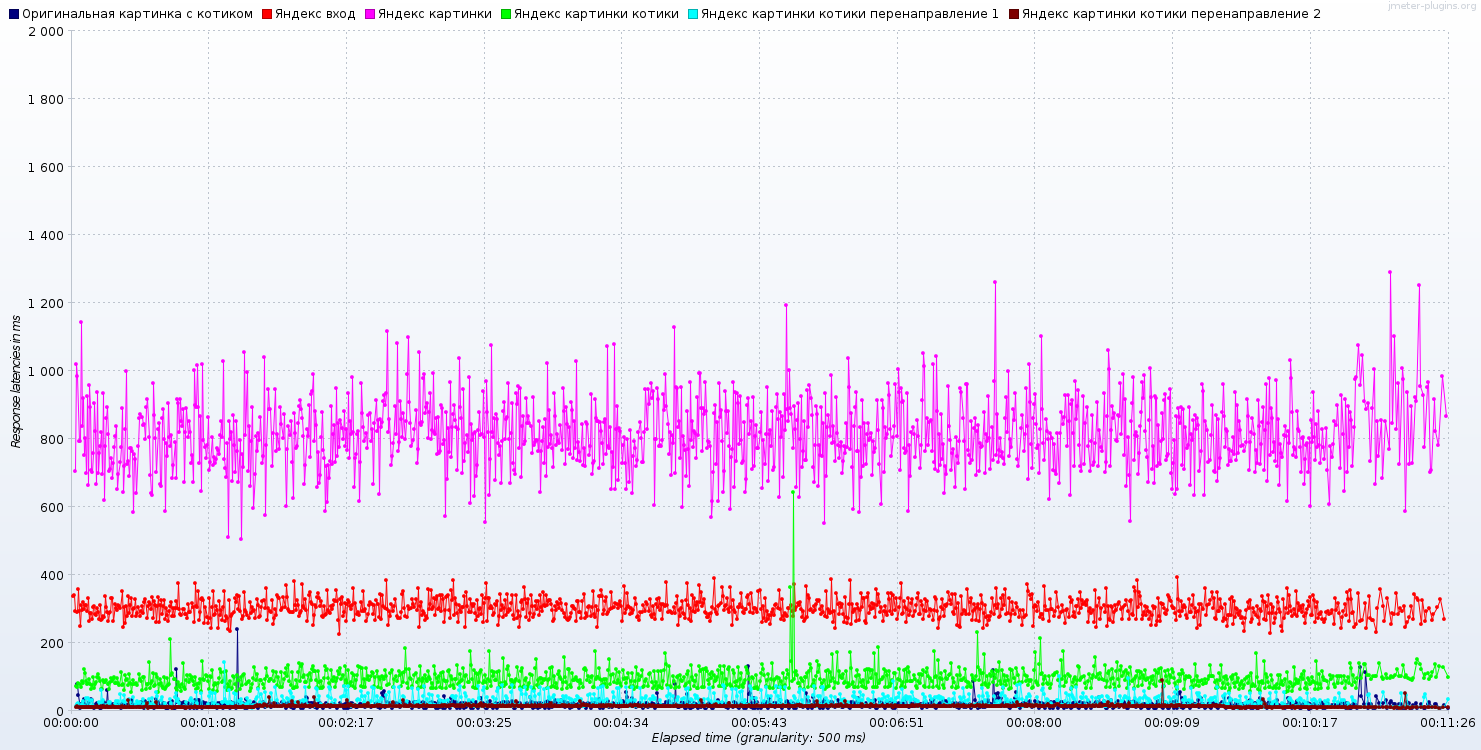 Оригинальная картинка с котиком Яндекс вход Яндекс картинки Яндекс картинки котики Яндекс картинки котики перенаправление 1 Яндекс картинки котики перенаправление 2
jmeter-plugins.org
2 000
1 800
1 600
1 400
1 200
1 000
800
600
400
200
0
Response latencies in ms
00:00:00 00:01:08 00:02:17 00:03:25 00:04:34 00:05:43 00:06:51 00:08:00 00:09:09 00:10:17 00:11:26
Elapsed time (granularity: 500 ms)